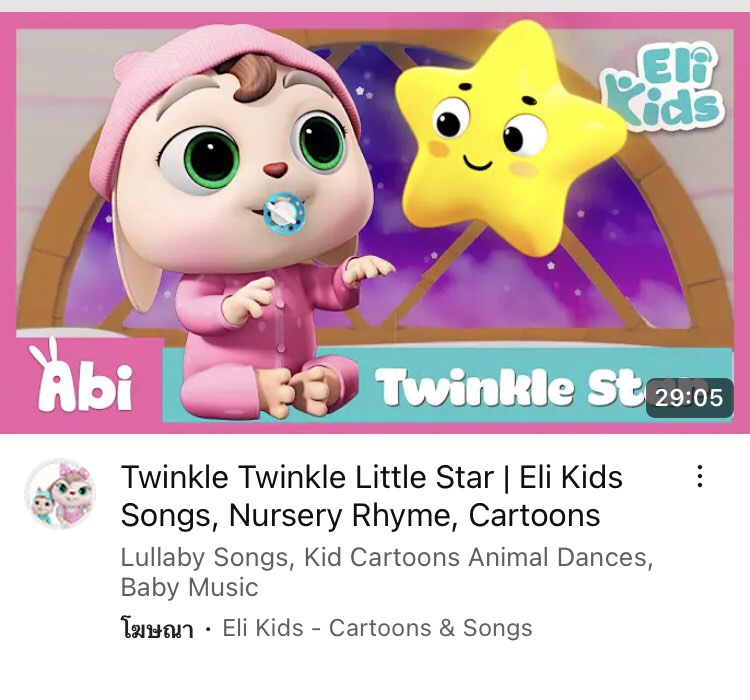 Eli
Kids
Abi
Twinkle
29:05
Twinkle Twinkle Little Star | Eli Kids
Songs, Nursery Rhyme, Cartoons
Lullaby Songs, Kid Cartoons Animal Dances,
Baby Music
โฆษณา · Eli Kids - Cartoons & Songs